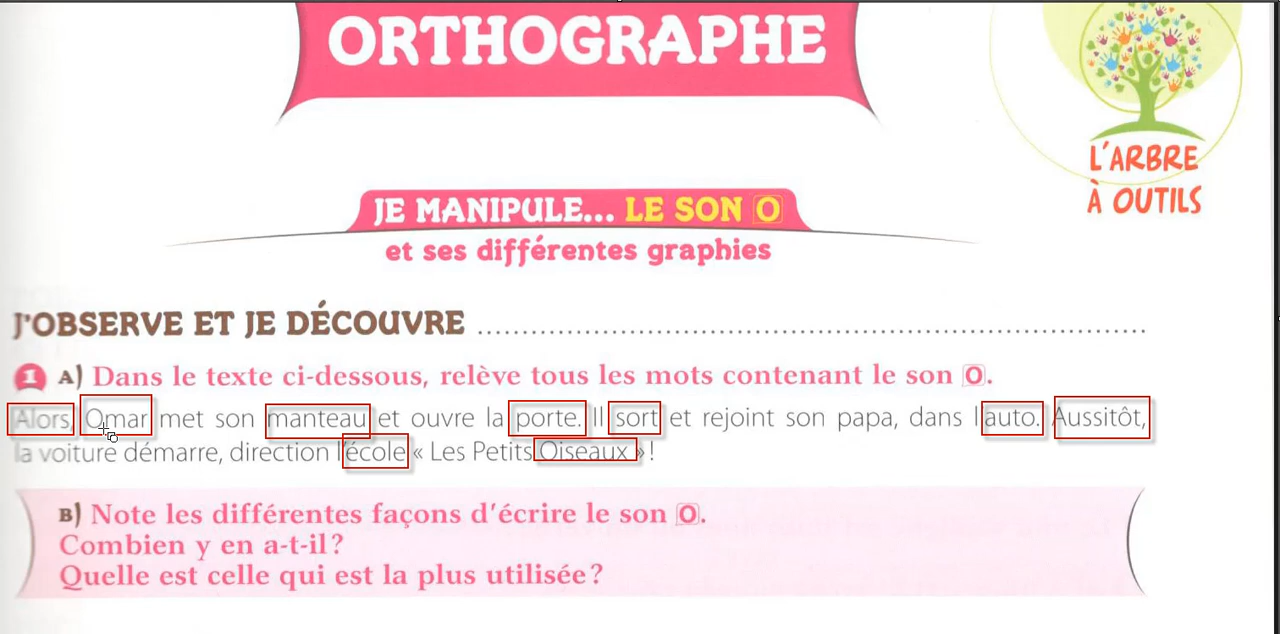 ORTHOGRAPHE
L'ARBRE
À OUTILS
JE MANIPULE... LE SON O
et ses différentes graphies
J'OBSERVE ET JE DÉCOUVRE
1 A) Dans le texte ci-dessous, relève tous les mots contenant le son O.
Alors, Omar met son manteau et ouvre la porte. Il sort et rejoint son papa, dans l'auto. Aussitôt,
la voiture démarre, direction l'école « Les Petits Oiseaux » !
B) Note les différentes façons d'écrire le son O.
Combien y en a-t-il ?
Quelle est celle qui est la plus utilisée ?